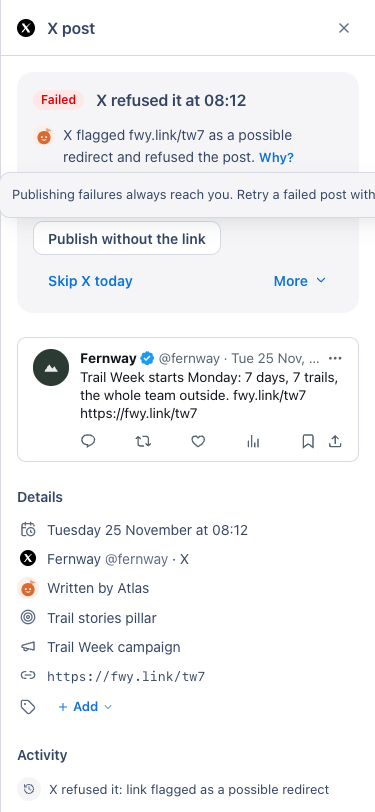 X post
Failed X refused it at 08:12
X flagged fwy.link/tw7 as a possible
redirect and refused the post. Why?
Publishing failures always reach you. Retry a failed post with
Publish without the link
Skip X today More
Fernway @fernway · Tue 25 Nov, ...
Trail Week starts Monday: 7 days, 7 trails,
the whole team outside. fwy.link/tw7
https://fwy.link/tw7
Details
Tuesday 25 November at 08:12
Fernway @fernway · X
Written by Atlas
Trail stories pillar
Trail Week campaign
https://fwy.link/tw7
+ Add
Activity
X refused it: link flagged as a possible redirect